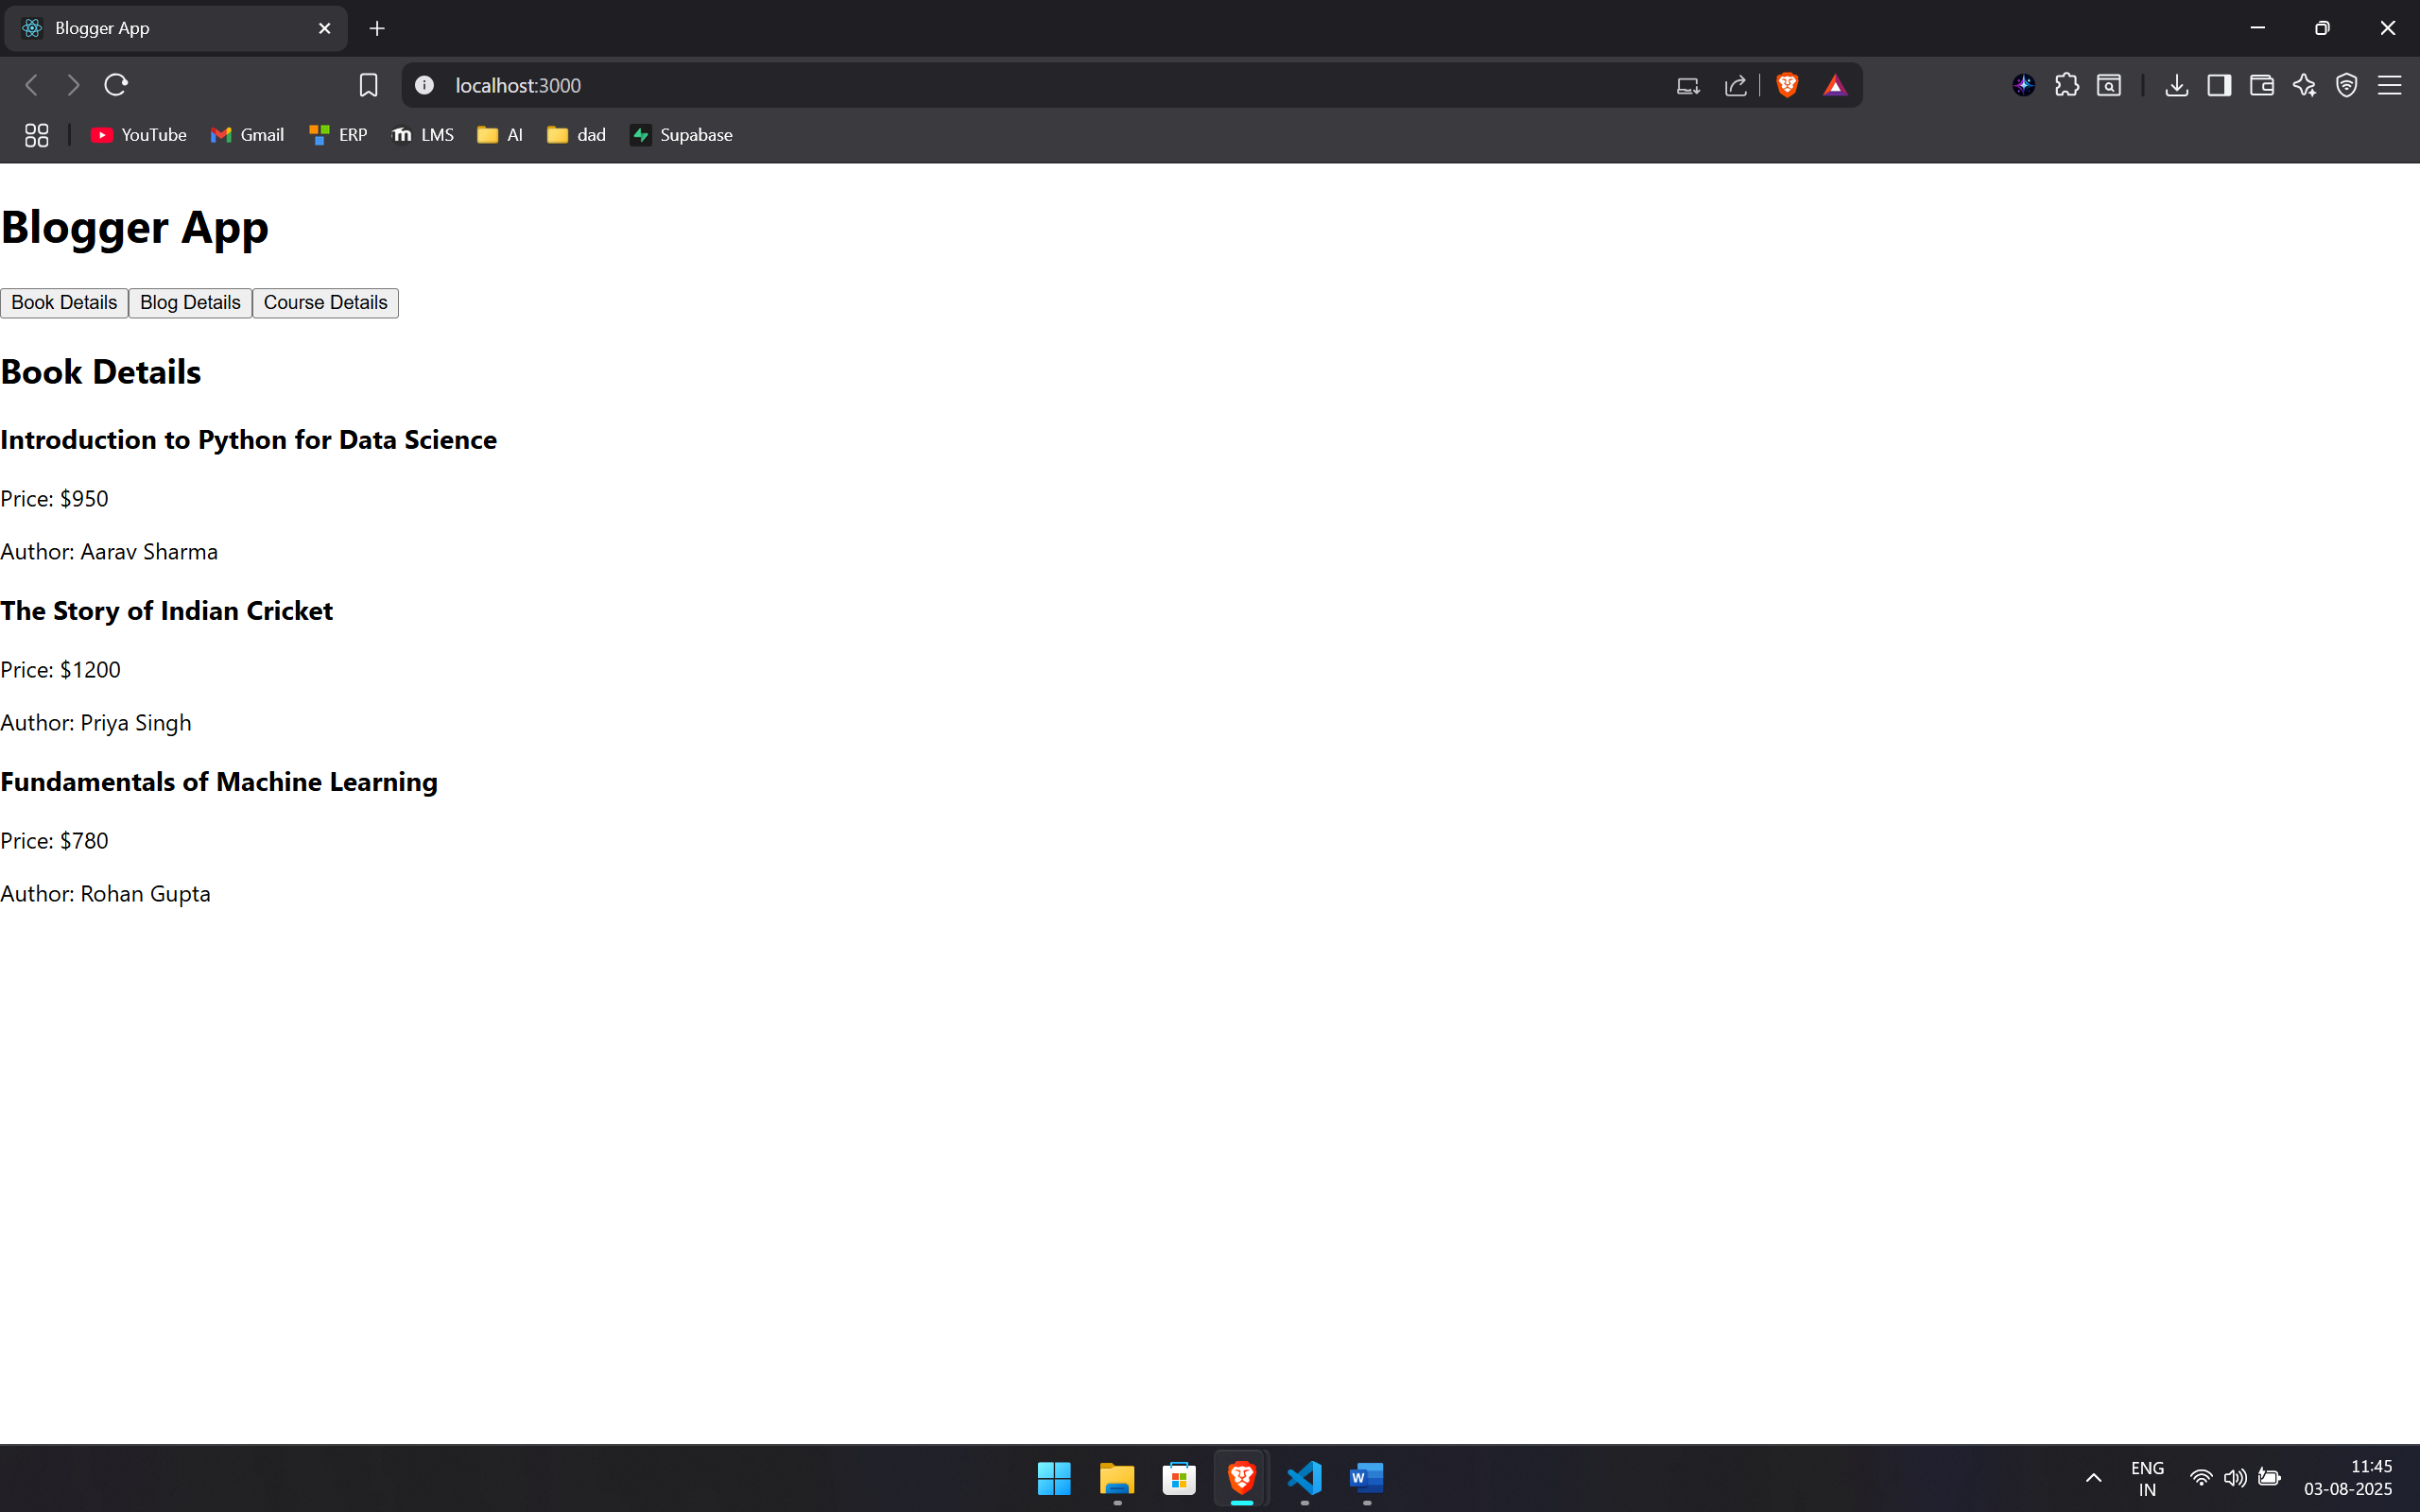 Blogger App
localhost:3000
YouTube Gmail ERP LMS AI dad Supabase
Blogger App
Book Details Blog Details Course Details
Book Details
Introduction to Python for Data Science
Price: $950
Author: Aarav Sharma
The Story of Indian Cricket
Price: $1200
Author: Priya Singh
Fundamentals of Machine Learning
Price: $780
Author: Rohan Gupta
ENG 11:45
IN 03-08-2025